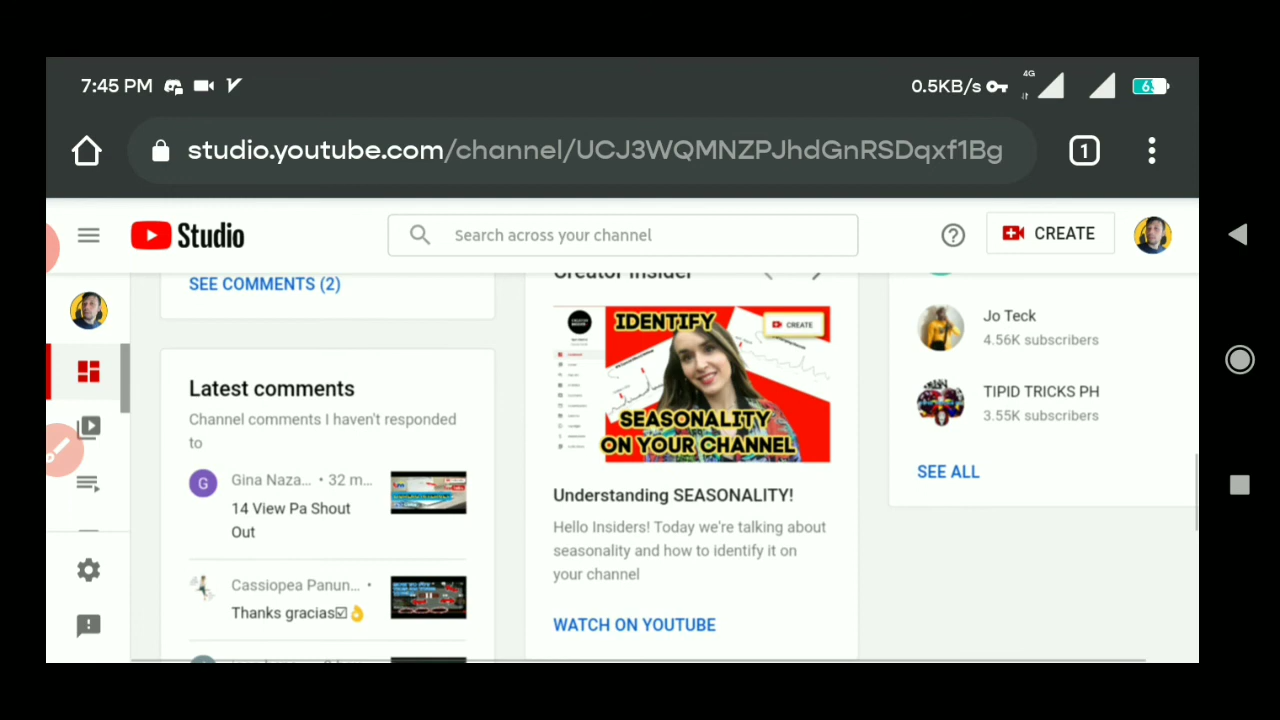 7:45 PM
0.5KB/s
4G
studio.youtube.com/channel/UCJ3WQMNZPJhdGnRSDqxf1Bg
1
Studio
Search across your channel
CREATE
SEE COMMENTS (2)
Latest comments
Channel comments I haven't responded
to
G
Gina Naza... • 32 m...
14 View Pa Shout
Out
Cassiopea Panun... •
Thanks gracias☑👌
Creator Insider
IDENTIFY
CREATE
SEASONALITY
ON YOUR CHANNEL
Understanding SEASONALITY!
Hello Insiders! Today we're talking about
seasonality and how to identify it on
your channel
WATCH ON YOUTUBE
Jo Teck
4.56K subscribers
TIPID TRICKS PH
3.55K subscribers
SEE ALL